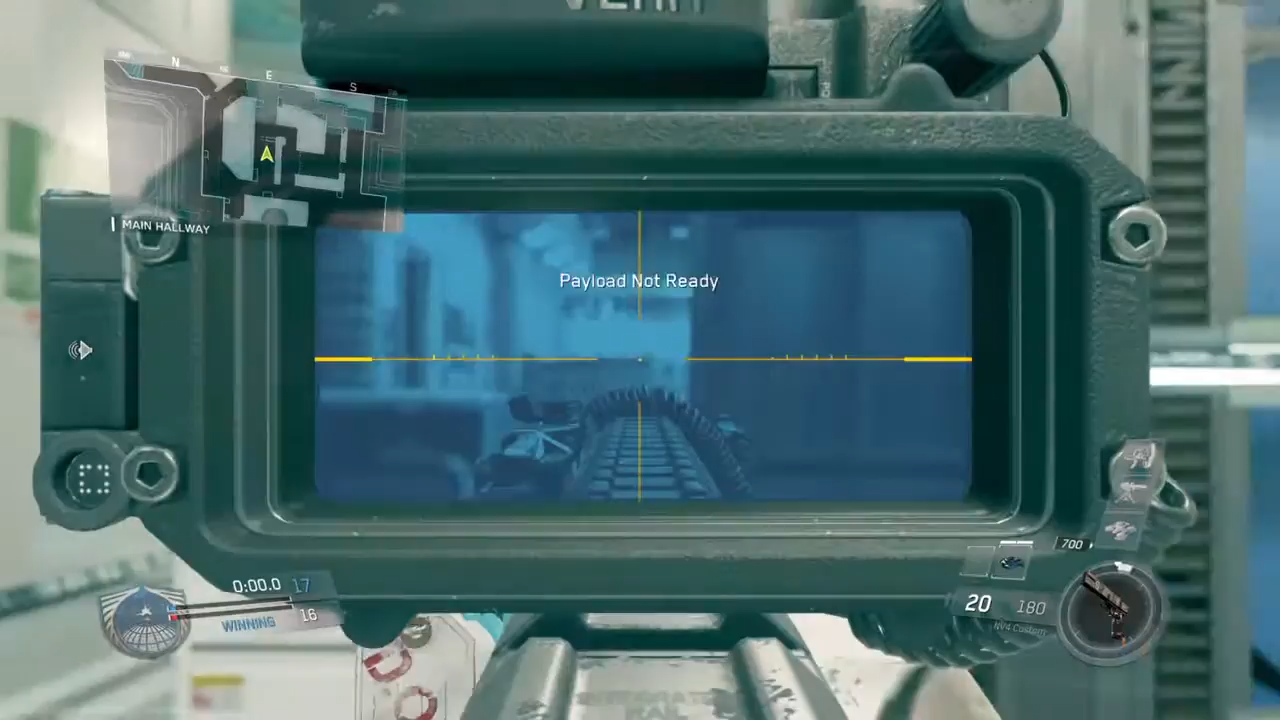 N
E
S
MAIN HALLWAY
Payload Not Ready
700
0:00.0 17
WINNING 16
20 180
NV4 Custom